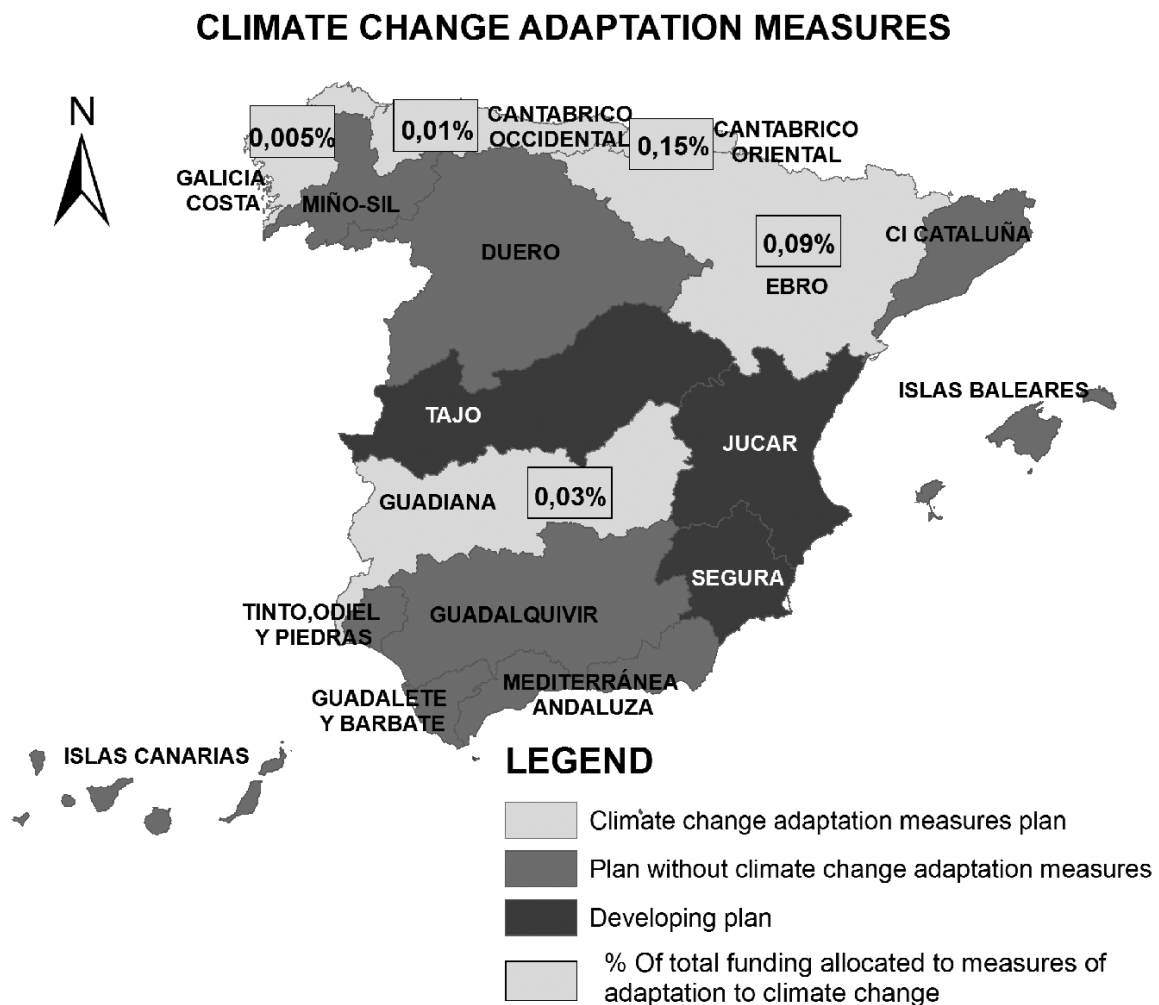 CLIMATE CHANGE ADAPTATION MEASURES
N
0,005%
0,01%
CANTABRICO
OCCIDENTAL
0,15%
CANTABRICO
ORIENTAL
GALICIA
COSTA
MIÑO-SIL
DUERO
0,09%
EBRO
CI CATALUÑA
ISLAS BALEARES
TAJO
JUCAR
GUADIANA
0,03%
SEGURA
TINTO,ODIEL
Y PIEDRAS
GUADALQUIVIR
GUADALETE
Y BARBATE
MEDITERRÁNEA
ANDALUZA
ISLAS CANARIAS
LEGEND
Climate change adaptation measures plan
Plan without climate change adaptation measures
Developing plan
% Of total funding allocated to measures of
adaptation to climate change